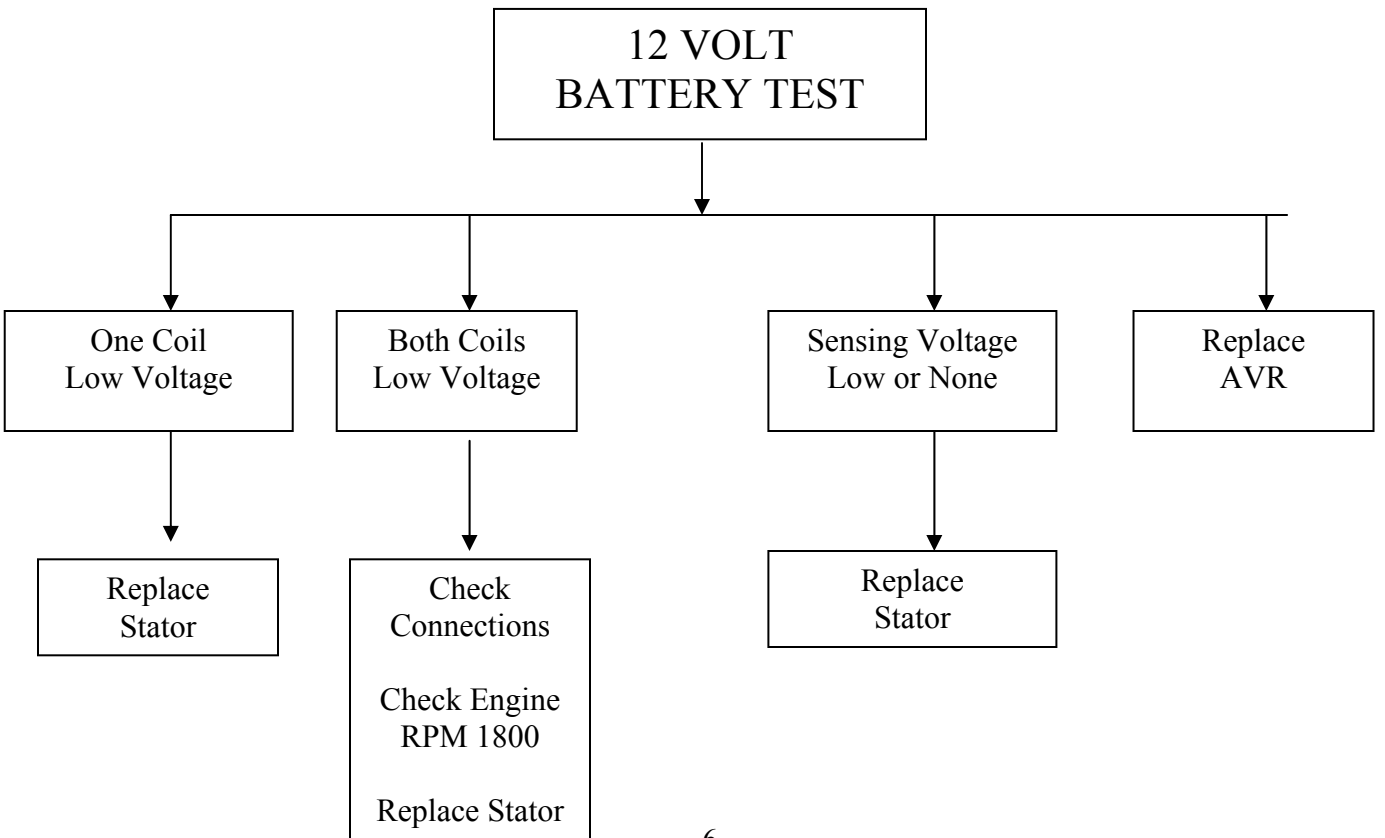 12 VOLT
BATTERY TEST
One Coil
Low Voltage
Both Coils
Low Voltage
Sensing Voltage
Low or None
Replace
AVR
Replace
Stator
Check
Connections
Check Engine
RPM 1800
Replace Stator
Replace
Stator
6